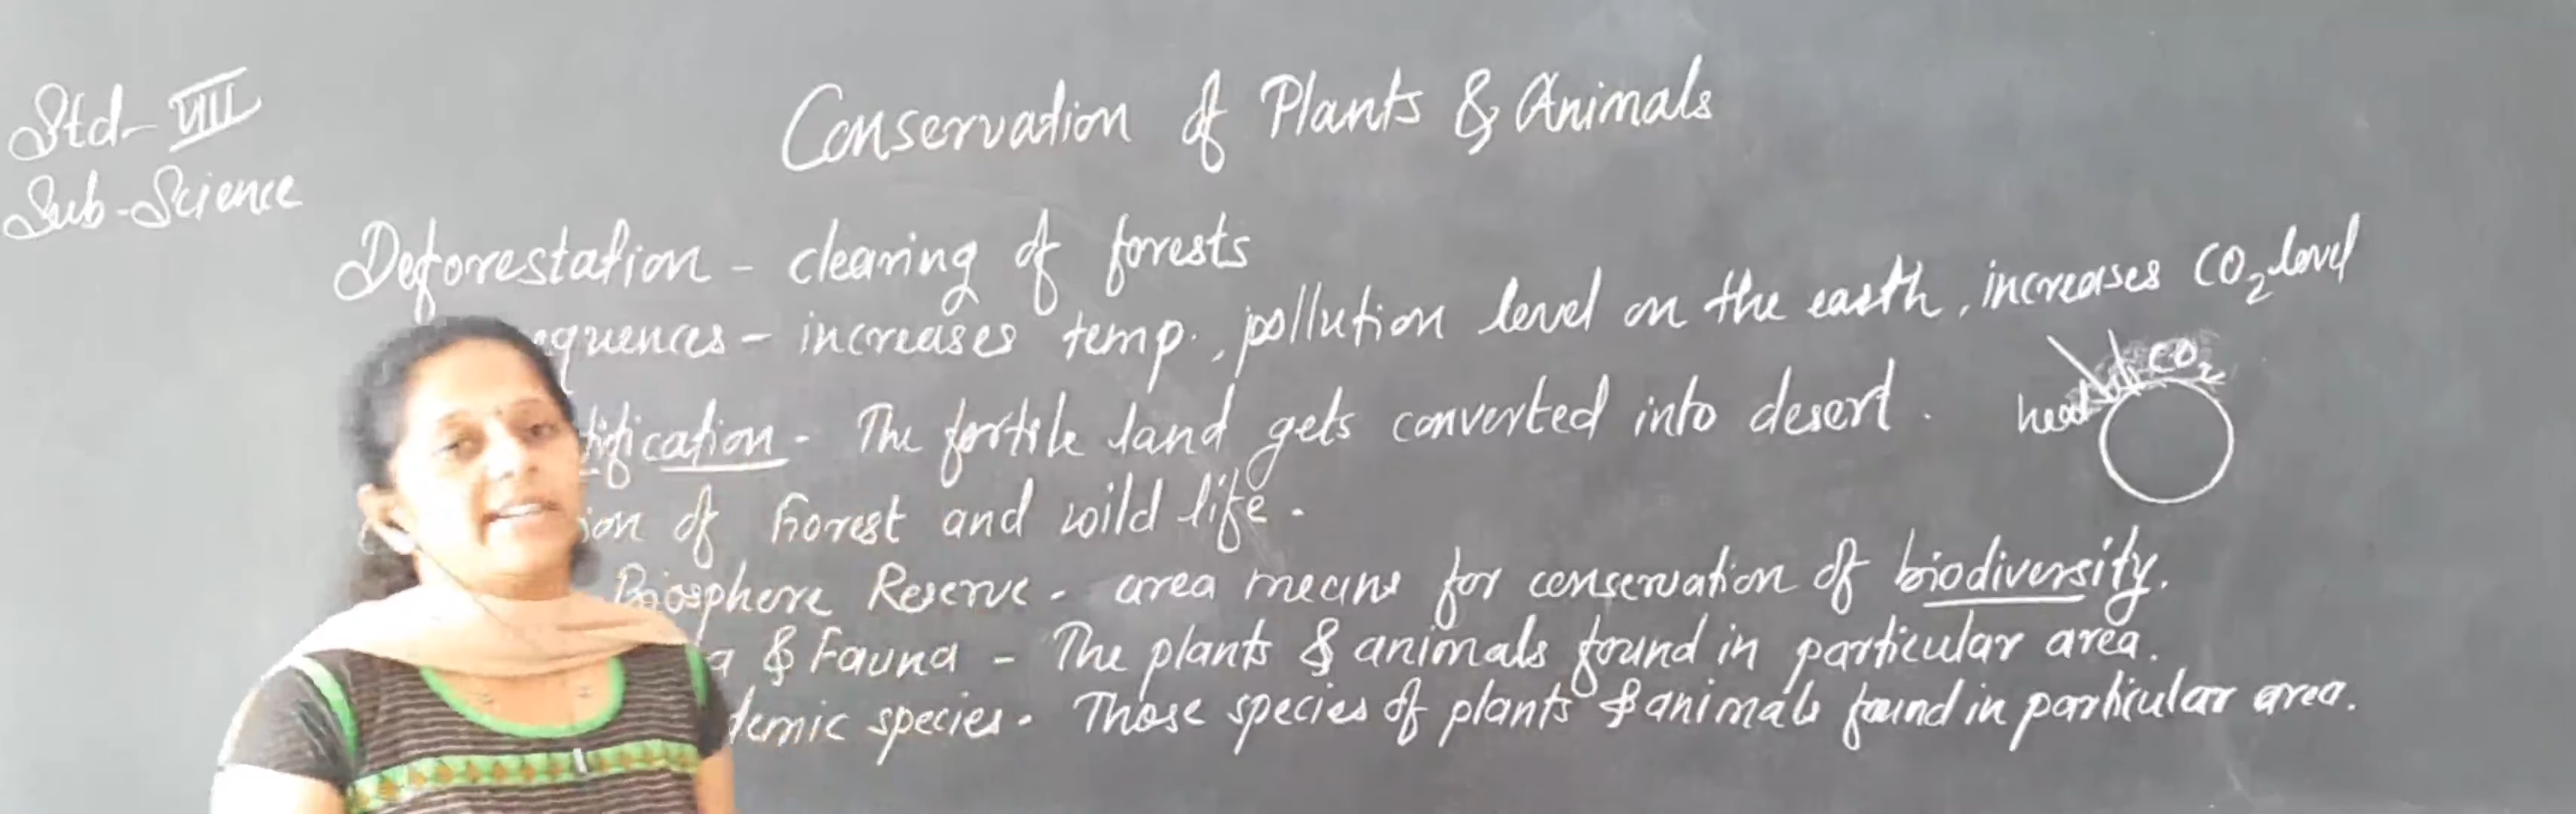 Std- VIII
Sub-Science
Conservation of Plants & Animals
Deforestation - clearing of forests
equences - increases temp., pollution level on the earth, increases CO2 level
CO2
tification - The fertile land gets converted into desert.
heat
ion of Forest and wild life.
Biosphere Reserve - area means for conservation of biodiversity.
a & Fauna - The plants & animals found in particular area.
demic species - Those species of plants & animals found in particular area.